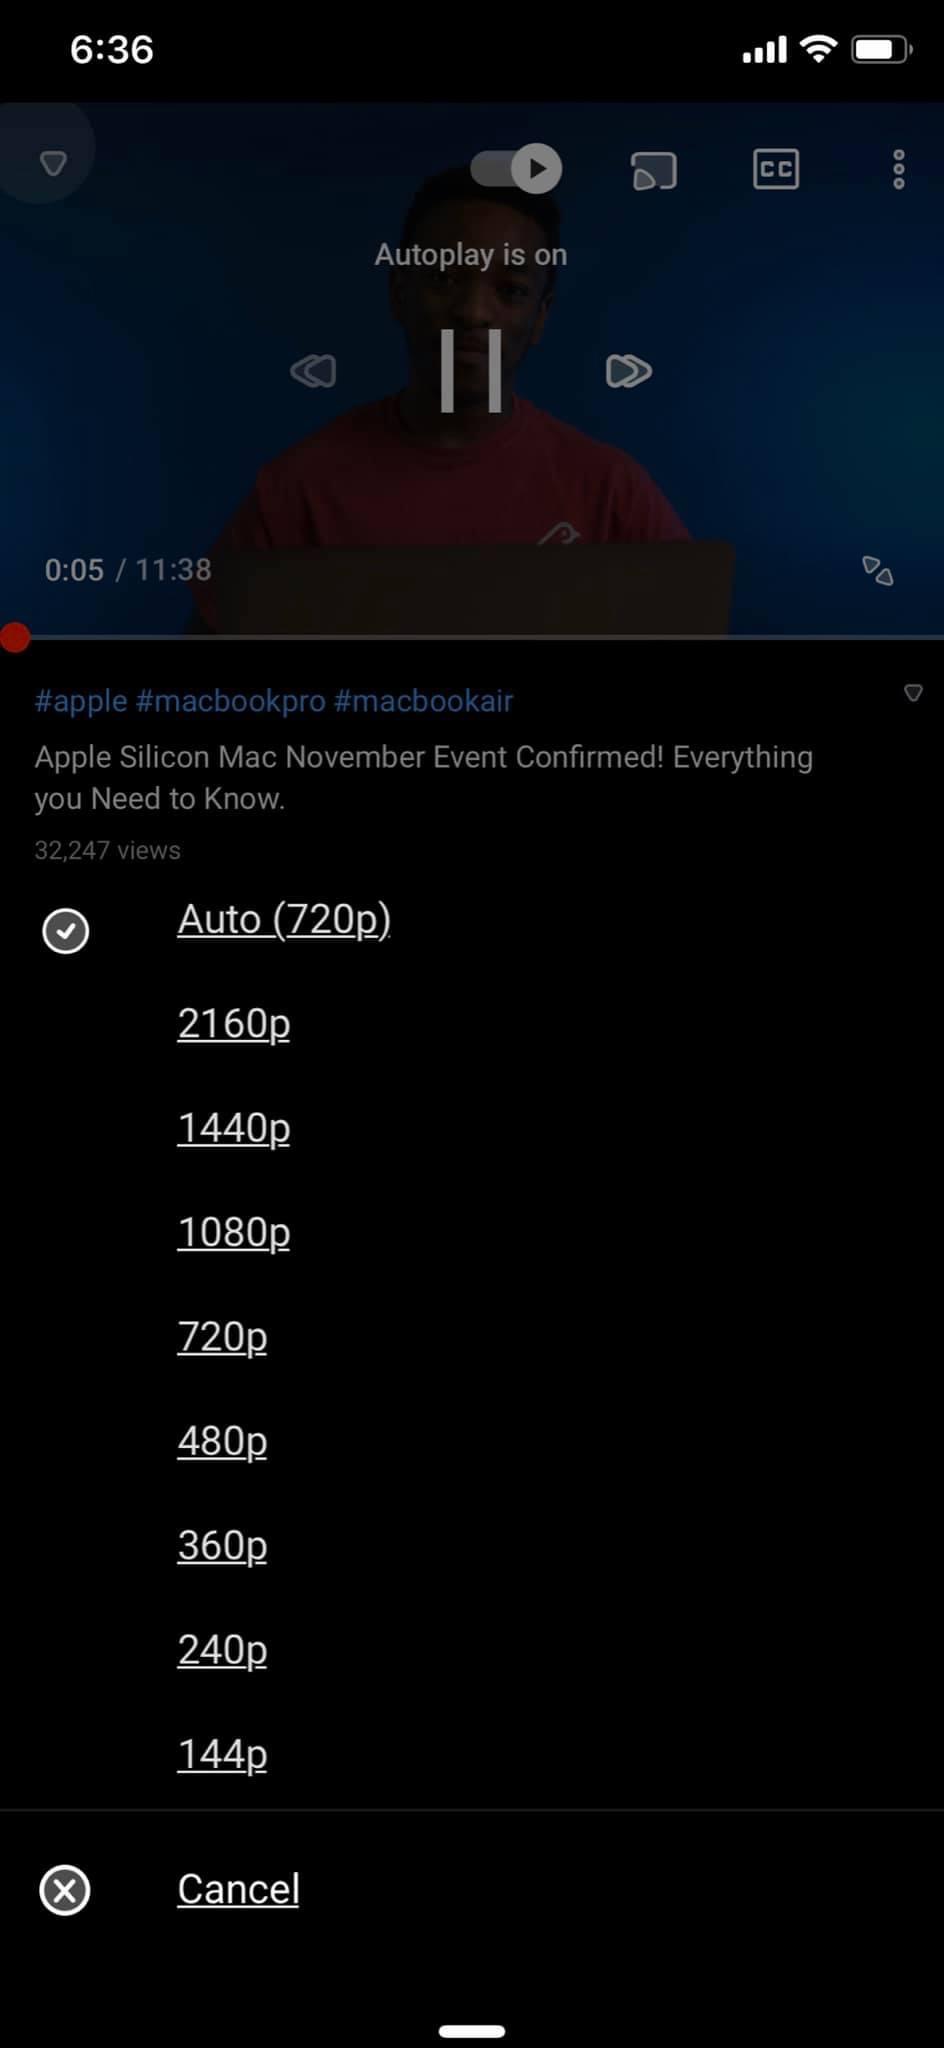 6:36
CC
Autoplay is on
0:05 / 11:38
#apple #macbookpro #macbookair
Apple Silicon Mac November Event Confirmed! Everything
you Need to Know.
32,247 views
Auto (720p)
2160p
1440p
1080p
720p
480p
360p
240p
144p
Cancel